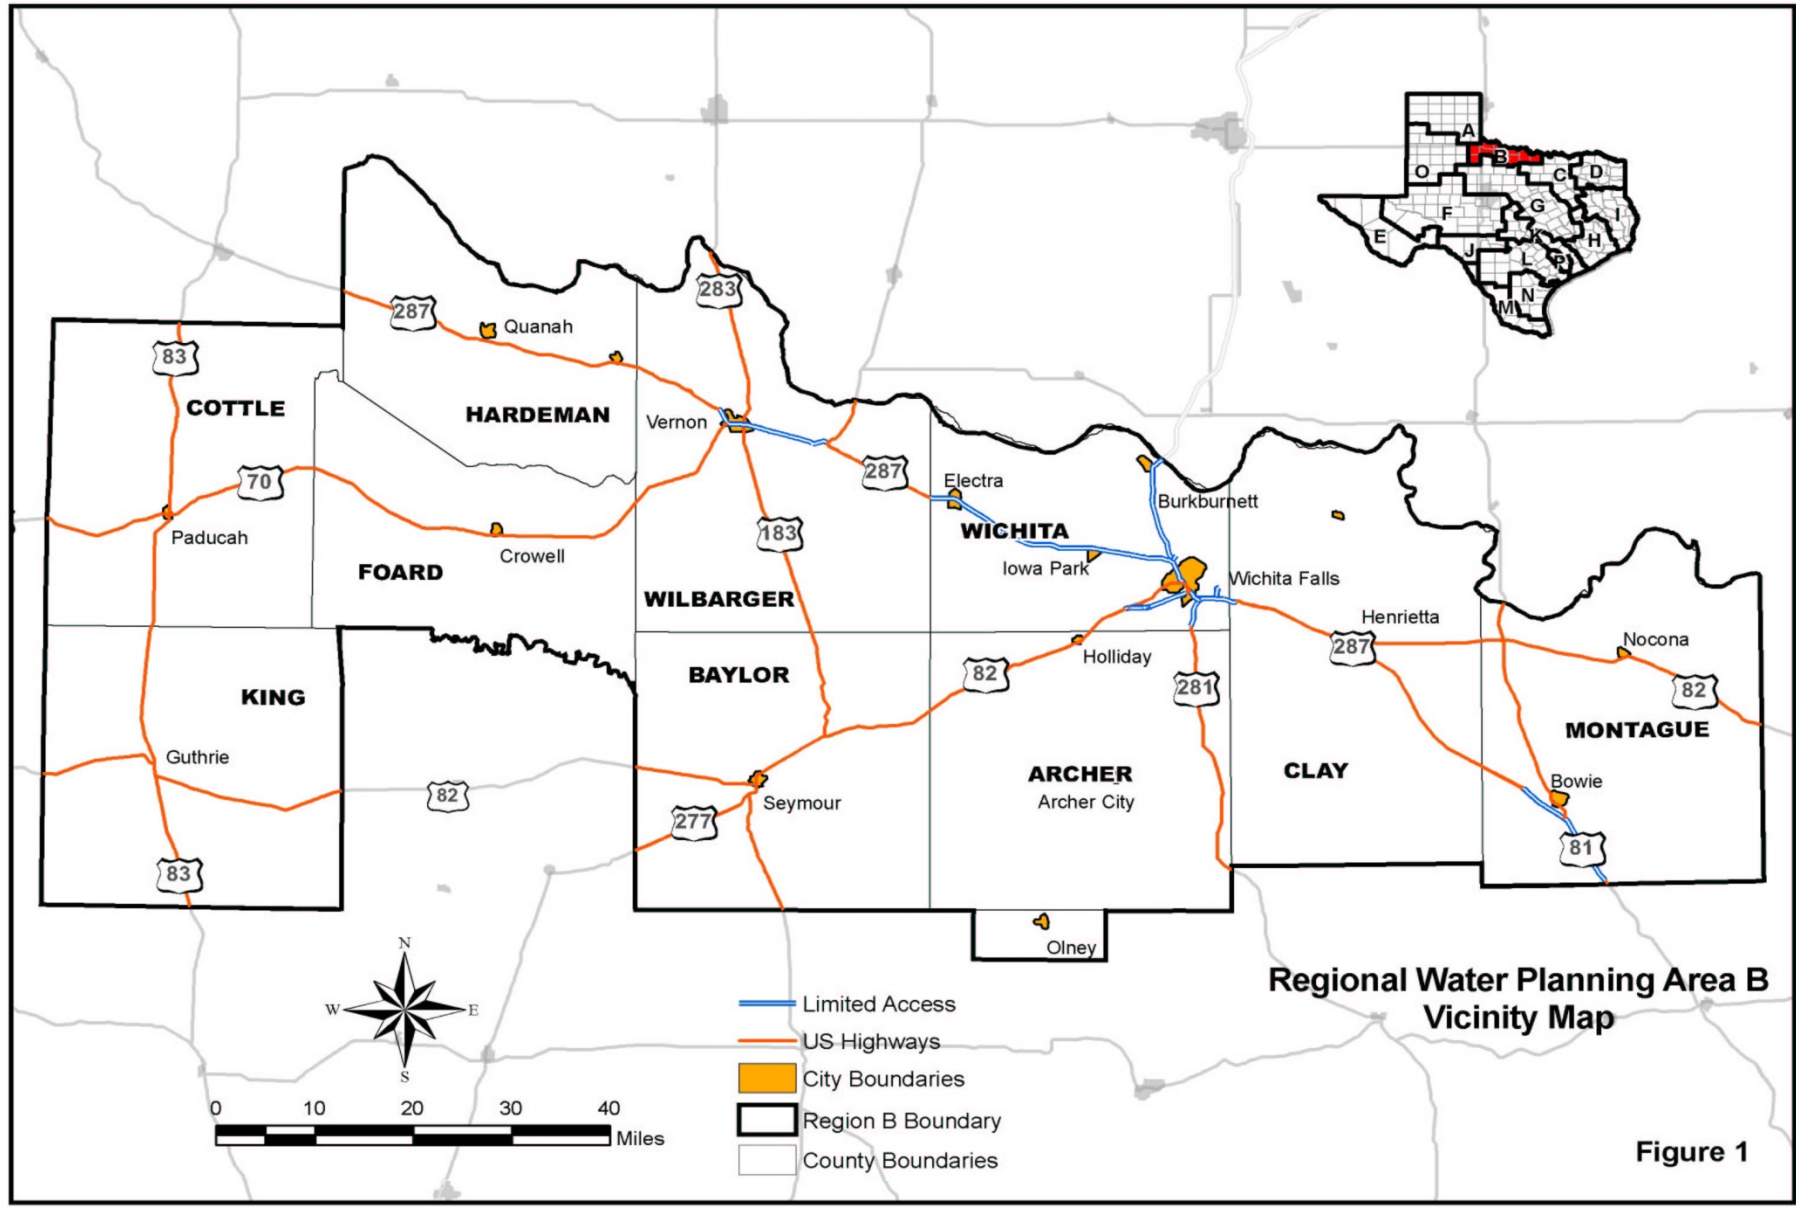 A
B
O
C
D
F
G
I
E
K
H
J
L
P
M
N
283
287
Quanah
83
COTTLE
HARDEMAN
Vernon
70
287
Electra
Burkburnett
Paducah
183
WICHITA
Crowell
Iowa Park
FOARD
Wichita Falls
WILBARGER
Henrietta
Nocona
287
Holliday
BAYLOR
82
281
82
KING
MONTAGUE
Guthrie
ARCHER
CLAY
Bowie
82
Seymour
Archer City
277
81
83
Olney
N
W
E
S
Regional Water Planning Area B
Vicinity Map
Limited Access
US Highways
City Boundaries
Region B Boundary
County Boundaries
0 10 20 30 40
Miles
Figure 1